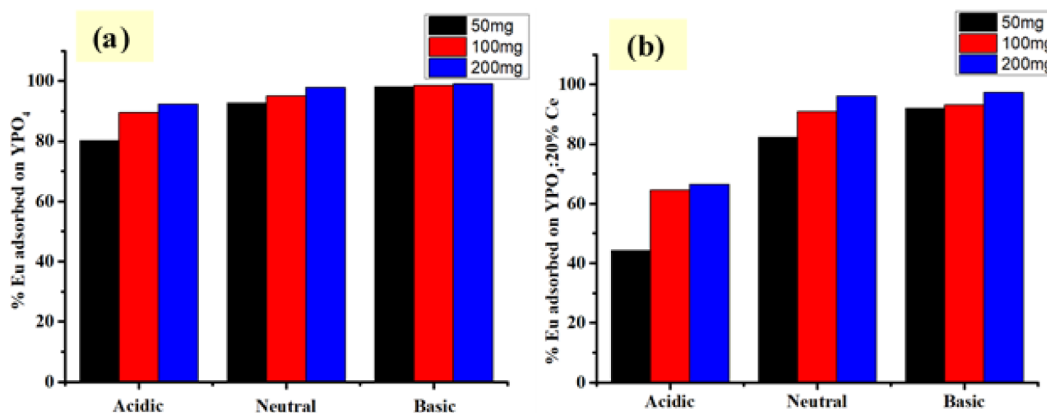 (a)
50mg
100mg
200mg
% Eu adsorbed on YPO₄
100
80
60
40
20
0
Acidic Neutral Basic
(b)
50mg
100mg
200mg
% Eu adsorbed on YPO₄:20% Ce
100
80
60
40
20
0
Acidic Neutral Basic